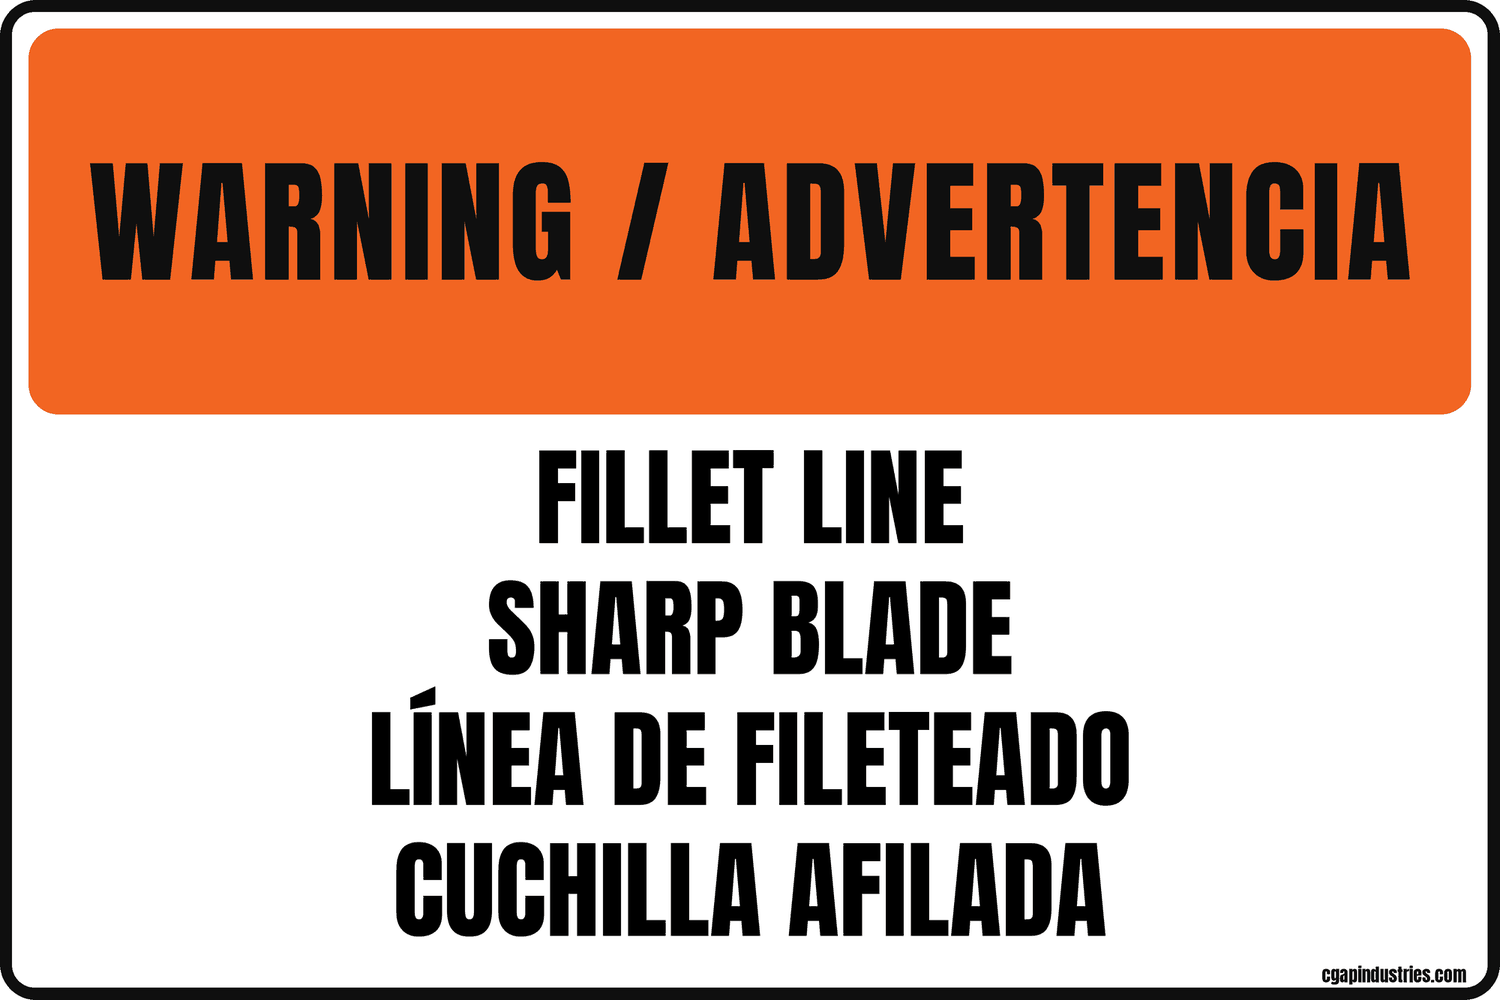 WARNING / ADVERTENCIA
FILLET LINE
SHARP BLADE
LÍNEA DE FILETEADO
CUCHILLA AFILADA
cgapindustries.com